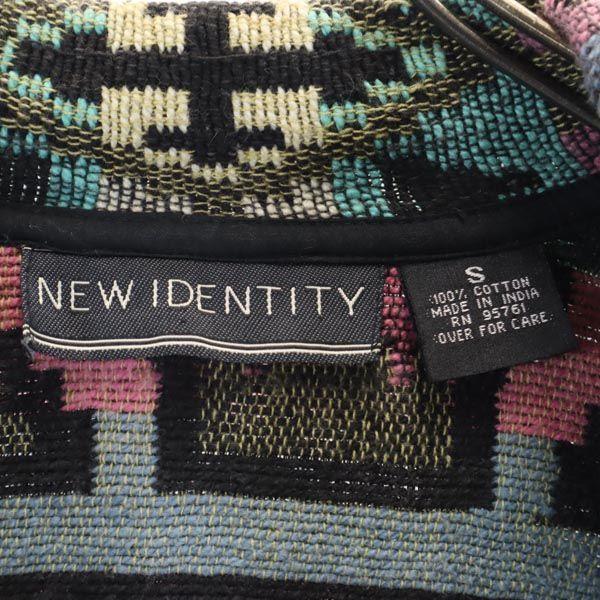 NEW IDENTITY
S
100% COTTON
MADE IN INDIA
RN 95761
OVER FOR CARE